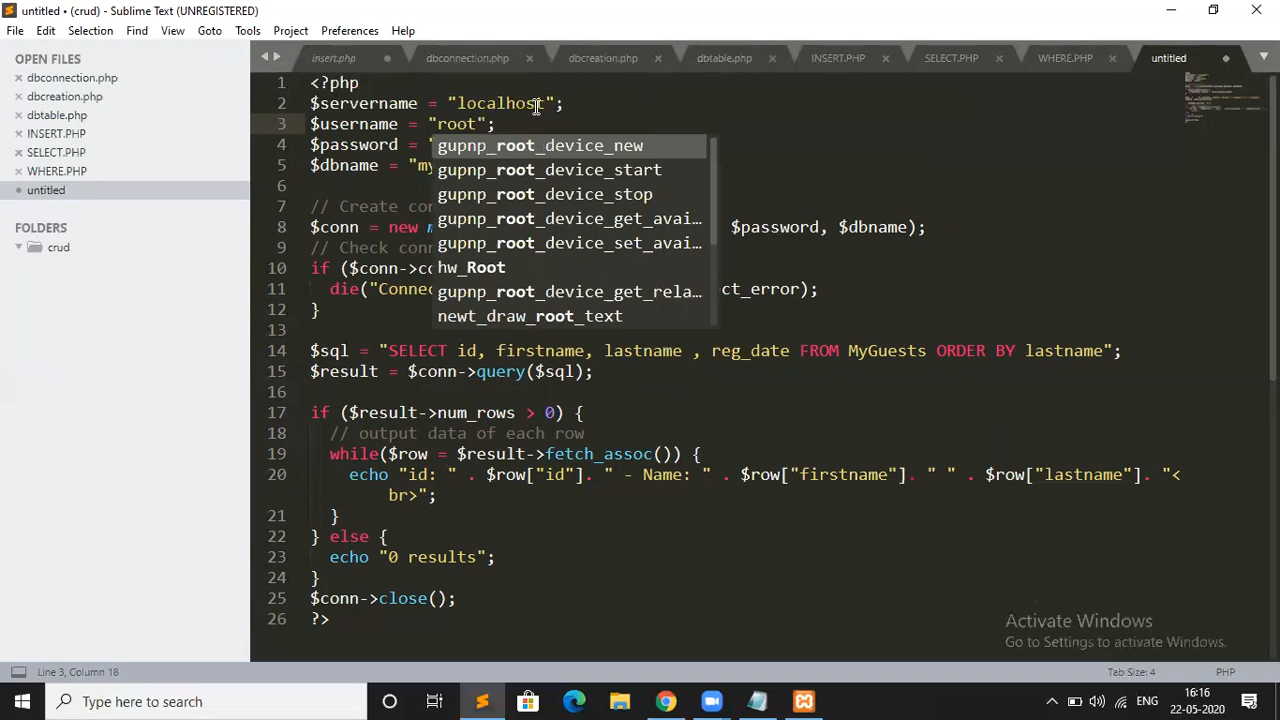 untitled • (crud) - Sublime Text (UNREGISTERED)
File Edit Selection Find View Goto Tools Project Preferences Help
OPEN FILES
dbconnection.php
dbcreation.php
dbtable.php
INSERT.PHP
SELECT.PHP
WHERE.PHP
untitled
FOLDERS
crud
insert.php dbconnection.php dbcreation.php dbtable.php INSERT.PHP SELECT.PHP WHERE.PHP untitled
1 <?php
2 $servername = "localhost";
3 $username = "root";
4 $password = "
5 $dbname = "my
6
7 // Create con
8 $conn = new m $password, $dbname);
9 // Check conn
10 if ($conn->co
11 die("Connec ct_error);
12 }
13
14 $sql = "SELECT id, firstname, lastname , reg_date FROM MyGuests ORDER BY lastname";
15 $result = $conn->query($sql);
16
17 if ($result->num_rows > 0) {
18 // output data of each row
19 while($row = $result->fetch_assoc()) {
20 echo "id: " . $row["id"]. " - Name: " . $row["firstname"]. " " . $row["lastname"]. "<
br>";
21 }
22 } else {
23 echo "0 results";
24 }
25 $conn->close();
26 ?>
gupnp_root_device_new
gupnp_root_device_start
gupnp_root_device_stop
gupnp_root_device_get_avai…
gupnp_root_device_set_avai…
hw_Root
gupnp_root_device_get_rela…
newt_draw_root_text
Activate Windows
Go to Settings to activate Windows.
Line 3, Column 18
Tab Size: 4 PHP
Type here to search
ENG
16:16
22-05-2020